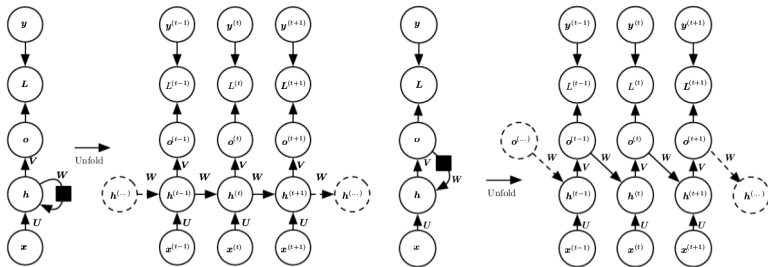 y y^(t−1) y^(t) y^(t+1) y y^(t−1) y^(t) y^(t+1)
L L^(t−1) L^(t) L^(t+1) L L^(t−1) L^(t) L^(t+1)
o o^(t−1) o^(t) o^(t+1) o o^(...) o^(t−1) o^(t) o^(t+1)
Unfold
V W W V W V W V W V W W V W V W V W
h h^(...) h^(t−1) h^(t) h^(t+1) h^(...) h h^(t−1) h^(t) h^(t+1) h^(...)
Unfold
U U U U U U U U
x x^(t−1) x^(t) x^(t+1) x x^(t−1) x^(t) x^(t+1)